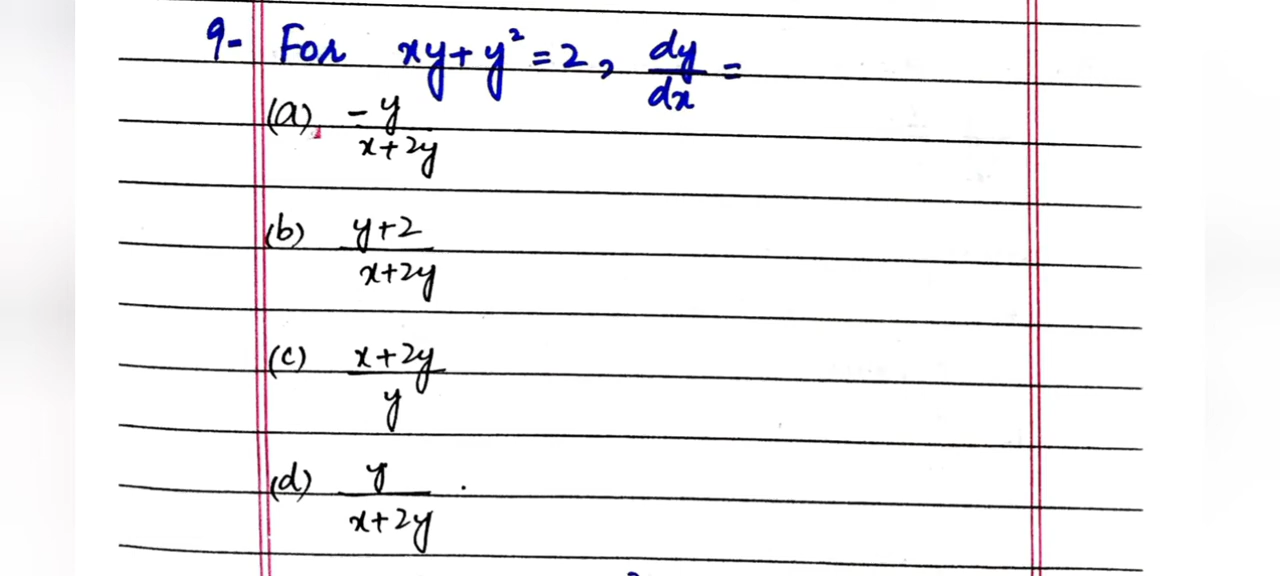 9- For xy + y² = 2, dy/dx =
(a) -y/x+2y
(b) y+2/x+2y
(c) x+2y/y
(d) y/x+2y .